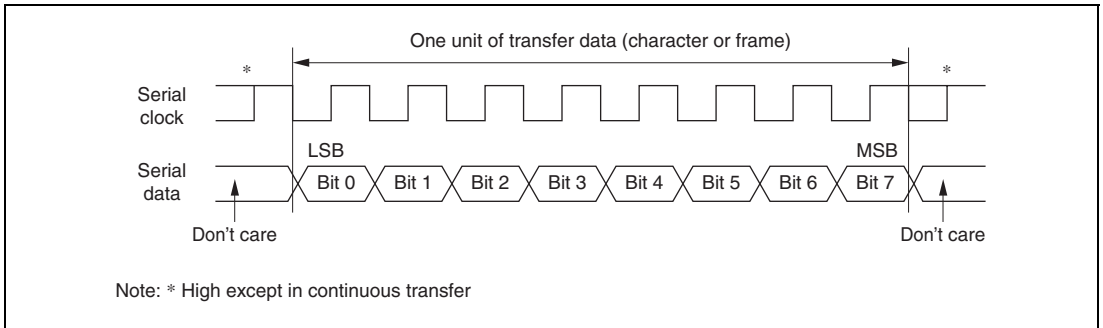 One unit of transfer data (character or frame)
* *
Serial
clock
LSB MSB
Serial
data
Bit 0 Bit 1 Bit 2 Bit 3 Bit 4 Bit 5 Bit 6 Bit 7
Don't care Don't care
Note: * High except in continuous transfer